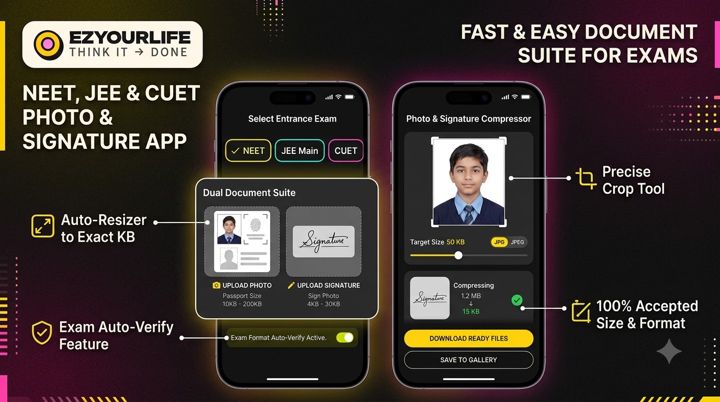 EZYOURLIFE
THINK IT → DONE
FAST & EASY DOCUMENT
SUITE FOR EXAMS
NEET, JEE & CUET
PHOTO &
SIGNATURE APP
Auto-Resizer
to Exact KB
Exam Auto-Verify
Feature
Select Entrance Exam
✓ NEET
JEE Main
CUET
Dual Document Suite
Signature
UPLOAD PHOTO
Passport Size
10KB - 200KB
UPLOAD SIGNATURE
Sign Photo
4KB - 30KB
Exam Format Auto-Verify Active.
Photo & Signature Compressor
Target Size 50 KB
JPG
JPEG
Signature
Compressing
1.2 MB
↓
15 KB
DOWNLOAD READY FILES
SAVE TO GALLERY
Precise
Crop Tool
100% Accepted
Size & Format